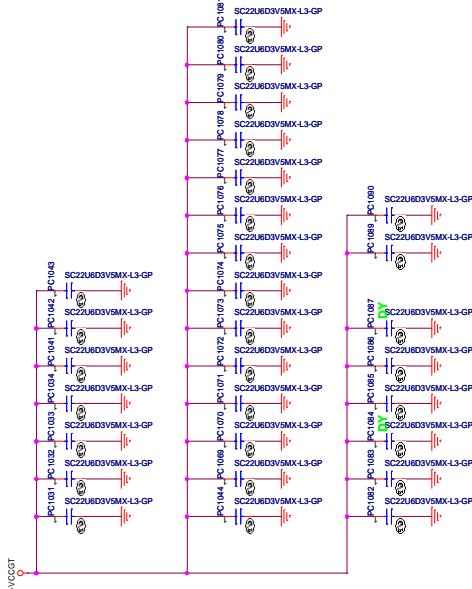 PC1081
SC22U6D3V5MX-L3-GP
PC1080
SC22U6D3V5MX-L3-GP
PC1079
SC22U6D3V5MX-L3-GP
PC1078
SC22U6D3V5MX-L3-GP
PC1077
SC22U6D3V5MX-L3-GP
PC1076
SC22U6D3V5MX-L3-GP
PC1075
SC22U6D3V5MX-L3-GP
PC1074
SC22U6D3V5MX-L3-GP
PC1073
SC22U6D3V5MX-L3-GP
PC1072
SC22U6D3V5MX-L3-GP
PC1071
SC22U6D3V5MX-L3-GP
PC1070
SC22U6D3V5MX-L3-GP
PC1069
SC22U6D3V5MX-L3-GP
PC1044
SC22U6D3V5MX-L3-GP
PC1043
SC22U6D3V5MX-L3-GP
PC1042
SC22U6D3V5MX-L3-GP
PC1041
SC22U6D3V5MX-L3-GP
PC1034
SC22U6D3V5MX-L3-GP
PC1033
SC22U6D3V5MX-L3-GP
PC1032
SC22U6D3V5MX-L3-GP
PC1031
SC22U6D3V5MX-L3-GP
PC1090
SC22U6D3V5MX-L3-GP
PC1089
SC22U6D3V5MX-L3-GP
PC1087
DY
SC22U6D3V5MX-L3-GP
PC1086
SC22U6D3V5MX-L3-GP
PC1085
SC22U6D3V5MX-L3-GP
PC1084
DY
SC22U6D3V5MX-L3-GP
PC1083
SC22U6D3V5MX-L3-GP
PC1082
SC22U6D3V5MX-L3-GP
VCCGT